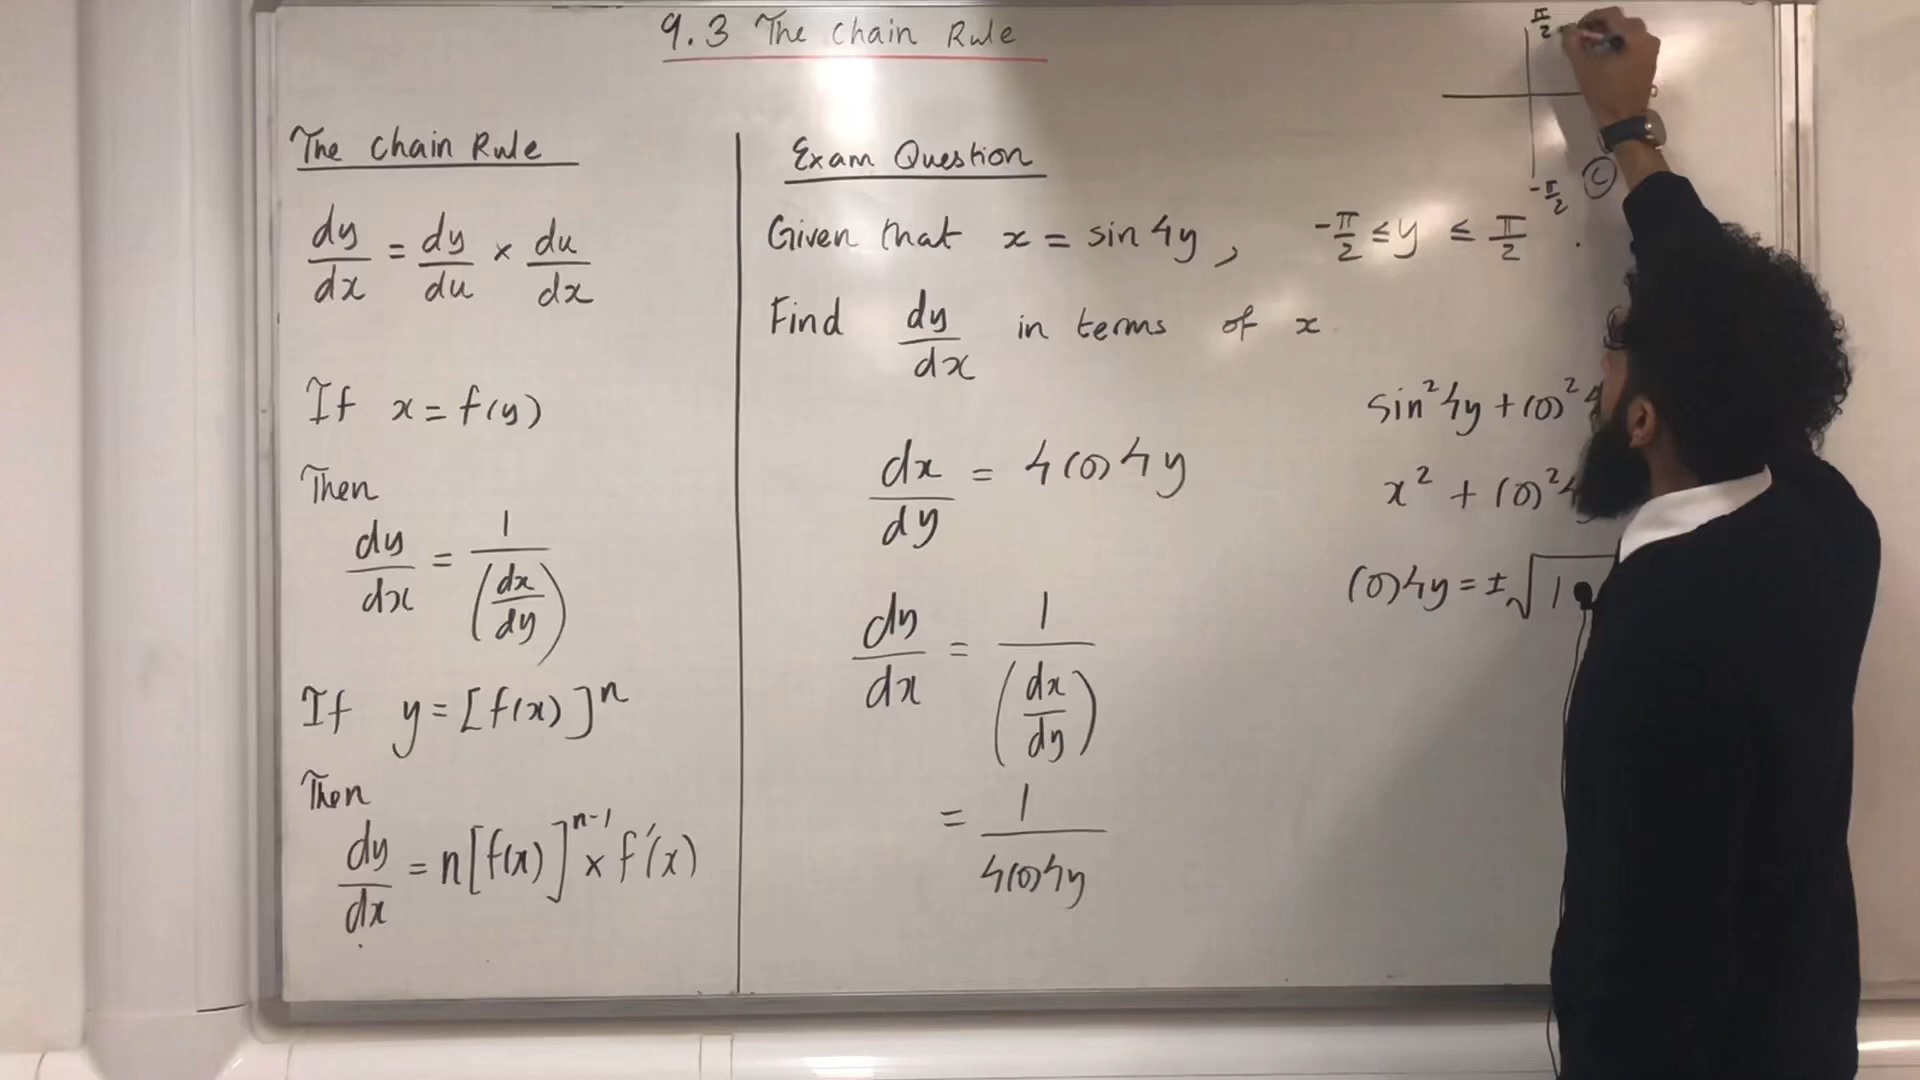 9.3 The Chain Rule
The Chain Rule
dy/dx = dy/du × du/dx
If x = f(y)
Then
dy/dx = 1/(dx/dy)
If y = [f(x)]ⁿ
Then
dy/dx = n[f(x)]ⁿ⁻¹ × f′(x)
Exam Question
Given that x = sin 4y, -π/2 ≤ y ≤ π/2.
Find dy/dx in terms of x
dx/dy = 4cos4y
dy/dx = 1/(dx/dy)
= 1/4cos4y
π/2
0
-π/2
C
sin²4y + cos²4
x² + cos²4y
cos4y = ±√1